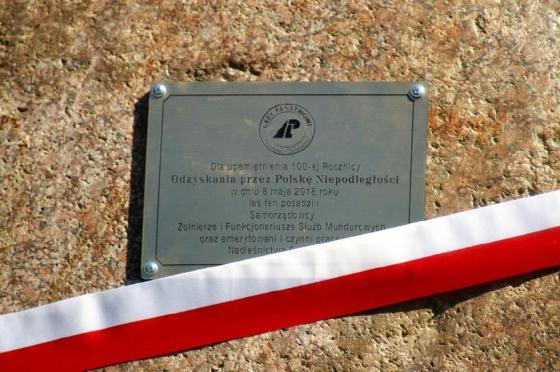 LASY PAŃSTWOWE
Dla upamiętnienia 100-ej Rocznicy
Odzyskania przez Polskę Niepodległości
w dniu 8 maja 2018 roku
las ten posadzili
Samorządowcy
Żołnierze i Funkcjonariusze Służb Mundurowych
oraz emerytowani i czynni
Nadleśnictwa